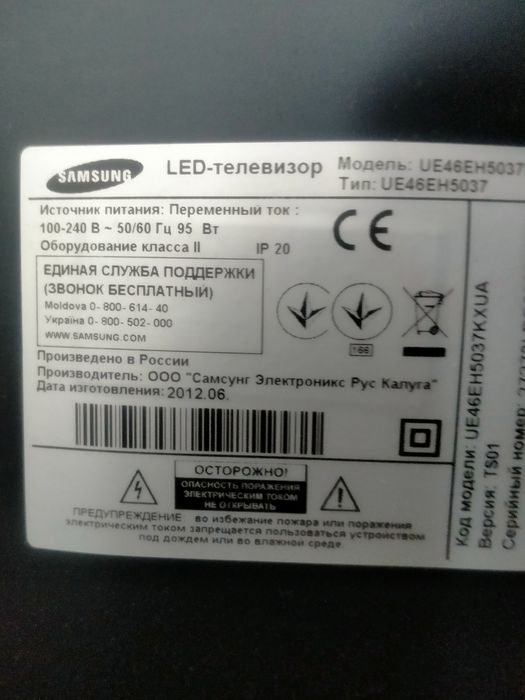 SAMSUNG
LED-телевизор
Модель: UE46EH5037
Тип: UE46EH5037
Источник питания: Переменный ток :
100-240 В ~ 50/60 Гц 95 Вт
Оборудование класса II
IP 20
CE
ЕДИНАЯ СЛУЖБА ПОДДЕРЖКИ
(ЗВОНОК БЕСПЛАТНЫЙ)
Moldova 0- 800- 614- 40
Україна 0- 800- 502- 000
WWW.SAMSUNG.COM
166
Произведено в России
Производитель: ООО "Самсунг Электроникс Рус Калуга"
Дата изготовления: 2012.06.
ОСТОРОЖНО!
ОПАСНОСТЬ ПОРАЖЕНИЯ
ЭЛЕКТРИЧЕСКИМ ТОКОМ
НЕ ОТКРЫВАТЬ
ПРЕДУПРЕЖДЕНИЕ во избежание пожара или поражения
электрическим током запрещается пользоваться устройством
под дождем или во влажной среде
Код модели: UE46EH5037KXUA
Версия: TS01
Серийный номер: